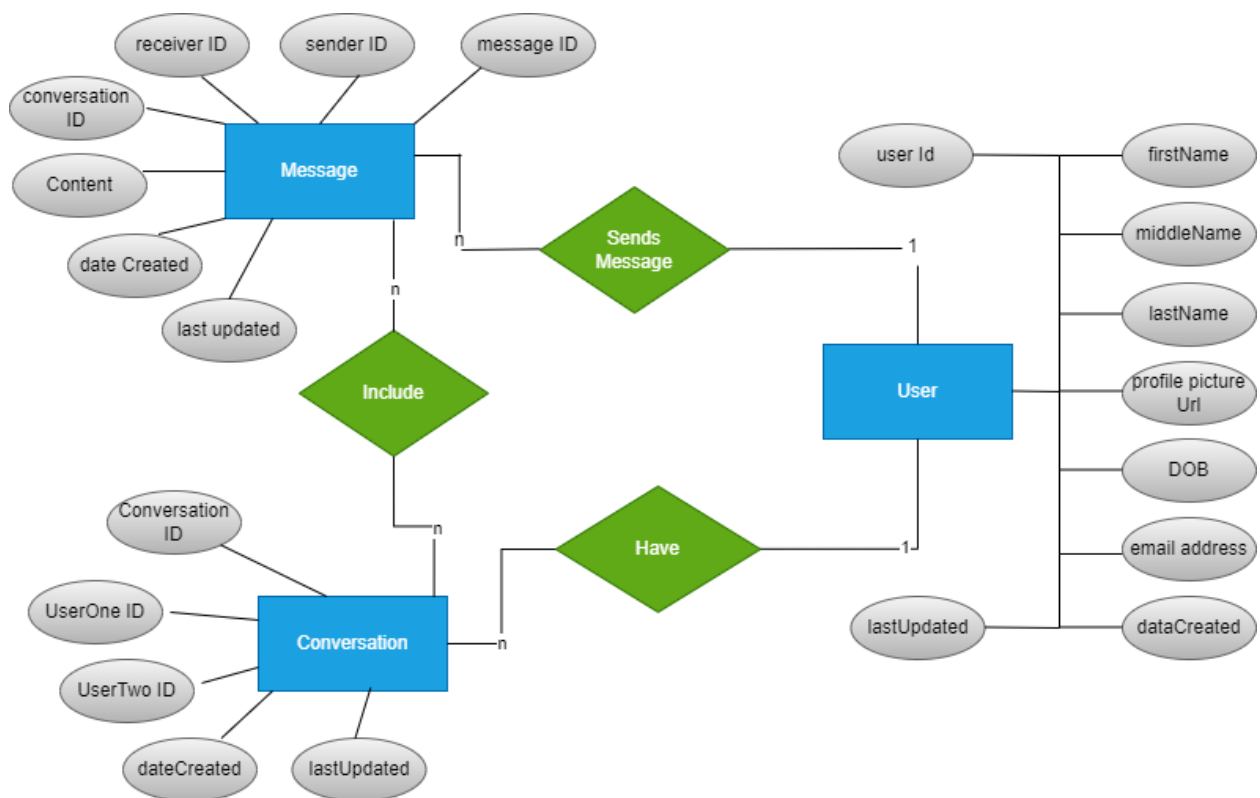 receiver ID
sender ID
message ID
conversation
ID
Message
Content
date Created
last updated
n
n
Sends
Message
1
user Id
firstName
middleName
lastName
profile picture
Url
DOB
email address
dataCreated
lastUpdated
User
Include
n
Have
1
n
Conversation
ID
UserOne ID
UserTwo ID
Conversation
dateCreated
lastUpdated